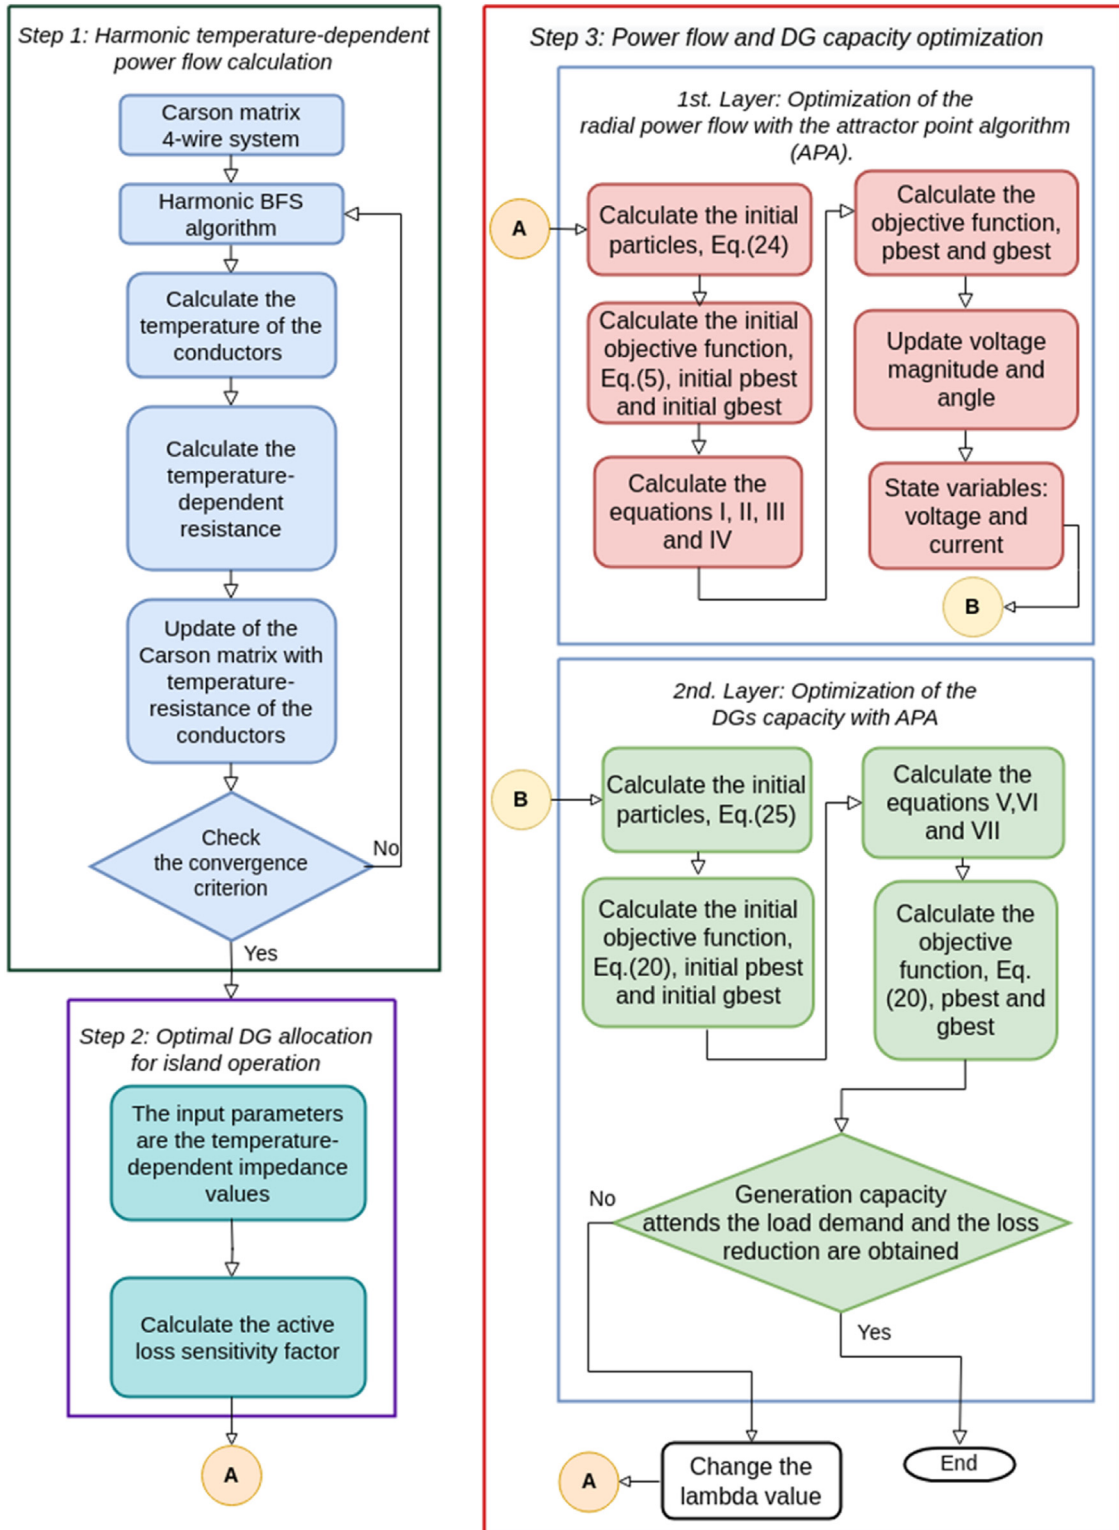 Step 1: Harmonic temperature-dependent
power flow calculation
Carson matrix
4-wire system
Harmonic BFS
algorithm
Calculate the
temperature of the
conductors
Calculate the
temperature-
dependent
resistance
Update of the
Carson matrix with
temperature-
resistance of the
conductors
Check
the convergence
criterion
No
Yes
Step 2: Optimal DG allocation
for island operation
The input parameters
are the temperature-
dependent impedance
values
Calculate the active
loss sensitivity factor
A
Step 3: Power flow and DG capacity optimization
1st. Layer: Optimization of the
radial power flow with the attractor point algorithm
(APA).
A
Calculate the initial
particles, Eq.(24)
Calculate the initial
objective function,
Eq.(5), initial pbest
and initial gbest
Calculate the
equations I, II, III
and IV
Calculate the
objective function,
pbest and gbest
Update voltage
magnitude and
angle
State variables:
voltage and
current
B
2nd. Layer: Optimization of the
DGs capacity with APA
B
Calculate the initial
particles, Eq.(25)
Calculate the initial
objective function,
Eq.(20), initial pbest
and initial gbest
Calculate the
equations V,VI
and VII
Calculate the
objective
function, Eq.
(20), pbest and
gbest
Generation capacity
attends the load demand and the loss
reduction are obtained
No
Yes
Change the
lambda value
A
End